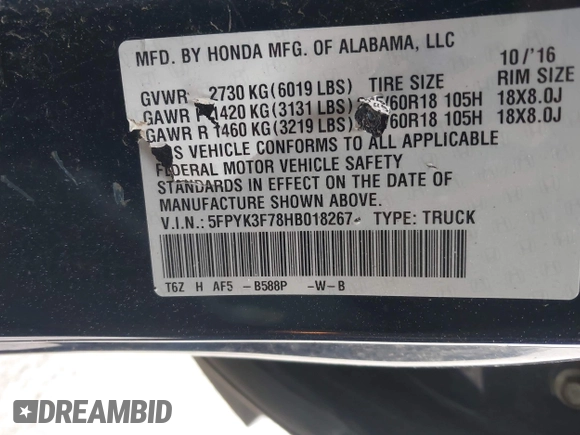 MFD. BY HONDA MFG. OF ALABAMA, LLC 10/'16
GVWR 2730 KG(6019 LBS) TIRE SIZE RIM SIZE
GAWR F 1420 KG(3131 LBS) 5/60R18 105H 18X8.0J
GAWR R 1460 KG(3219 LBS) 60R18 105H 18X8.0J
S VEHICLE CONFORMS TO ALL APPLICABLE
FEDERAL MOTOR VEHICLE SAFETY
STANDARDS IN EFFECT ON THE DATE OF
MANUFACTURE SHOWN ABOVE.
V.I.N.: 5FPYK3F78HB018267 TYPE: TRUCK
T6Z H AF5 -B588P -W-B
DREAMBID